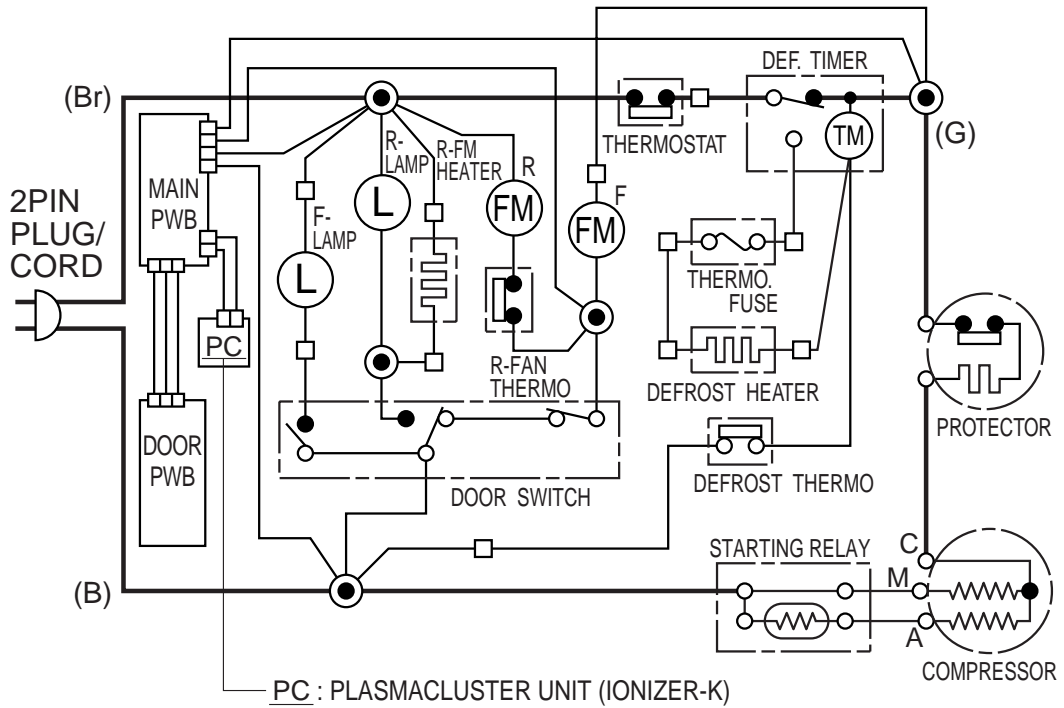 DEF. TIMER
(Br)
(G)
THERMOSTAT
TM
MAIN
PWB
R-
LAMP
R-FM
HEATER
R
FM
F
FM
L
F-
LAMP
L
2PIN
PLUG/
CORD
THERMO.
FUSE
PC
R-FAN
THERMO
DEFROST HEATER
PROTECTOR
DOOR
PWB
DOOR SWITCH
DEFROST THERMO
STARTING RELAY
C
M
A
(B)
COMPRESSOR
PC : PLASMACLUSTER UNIT (IONIZER-K)